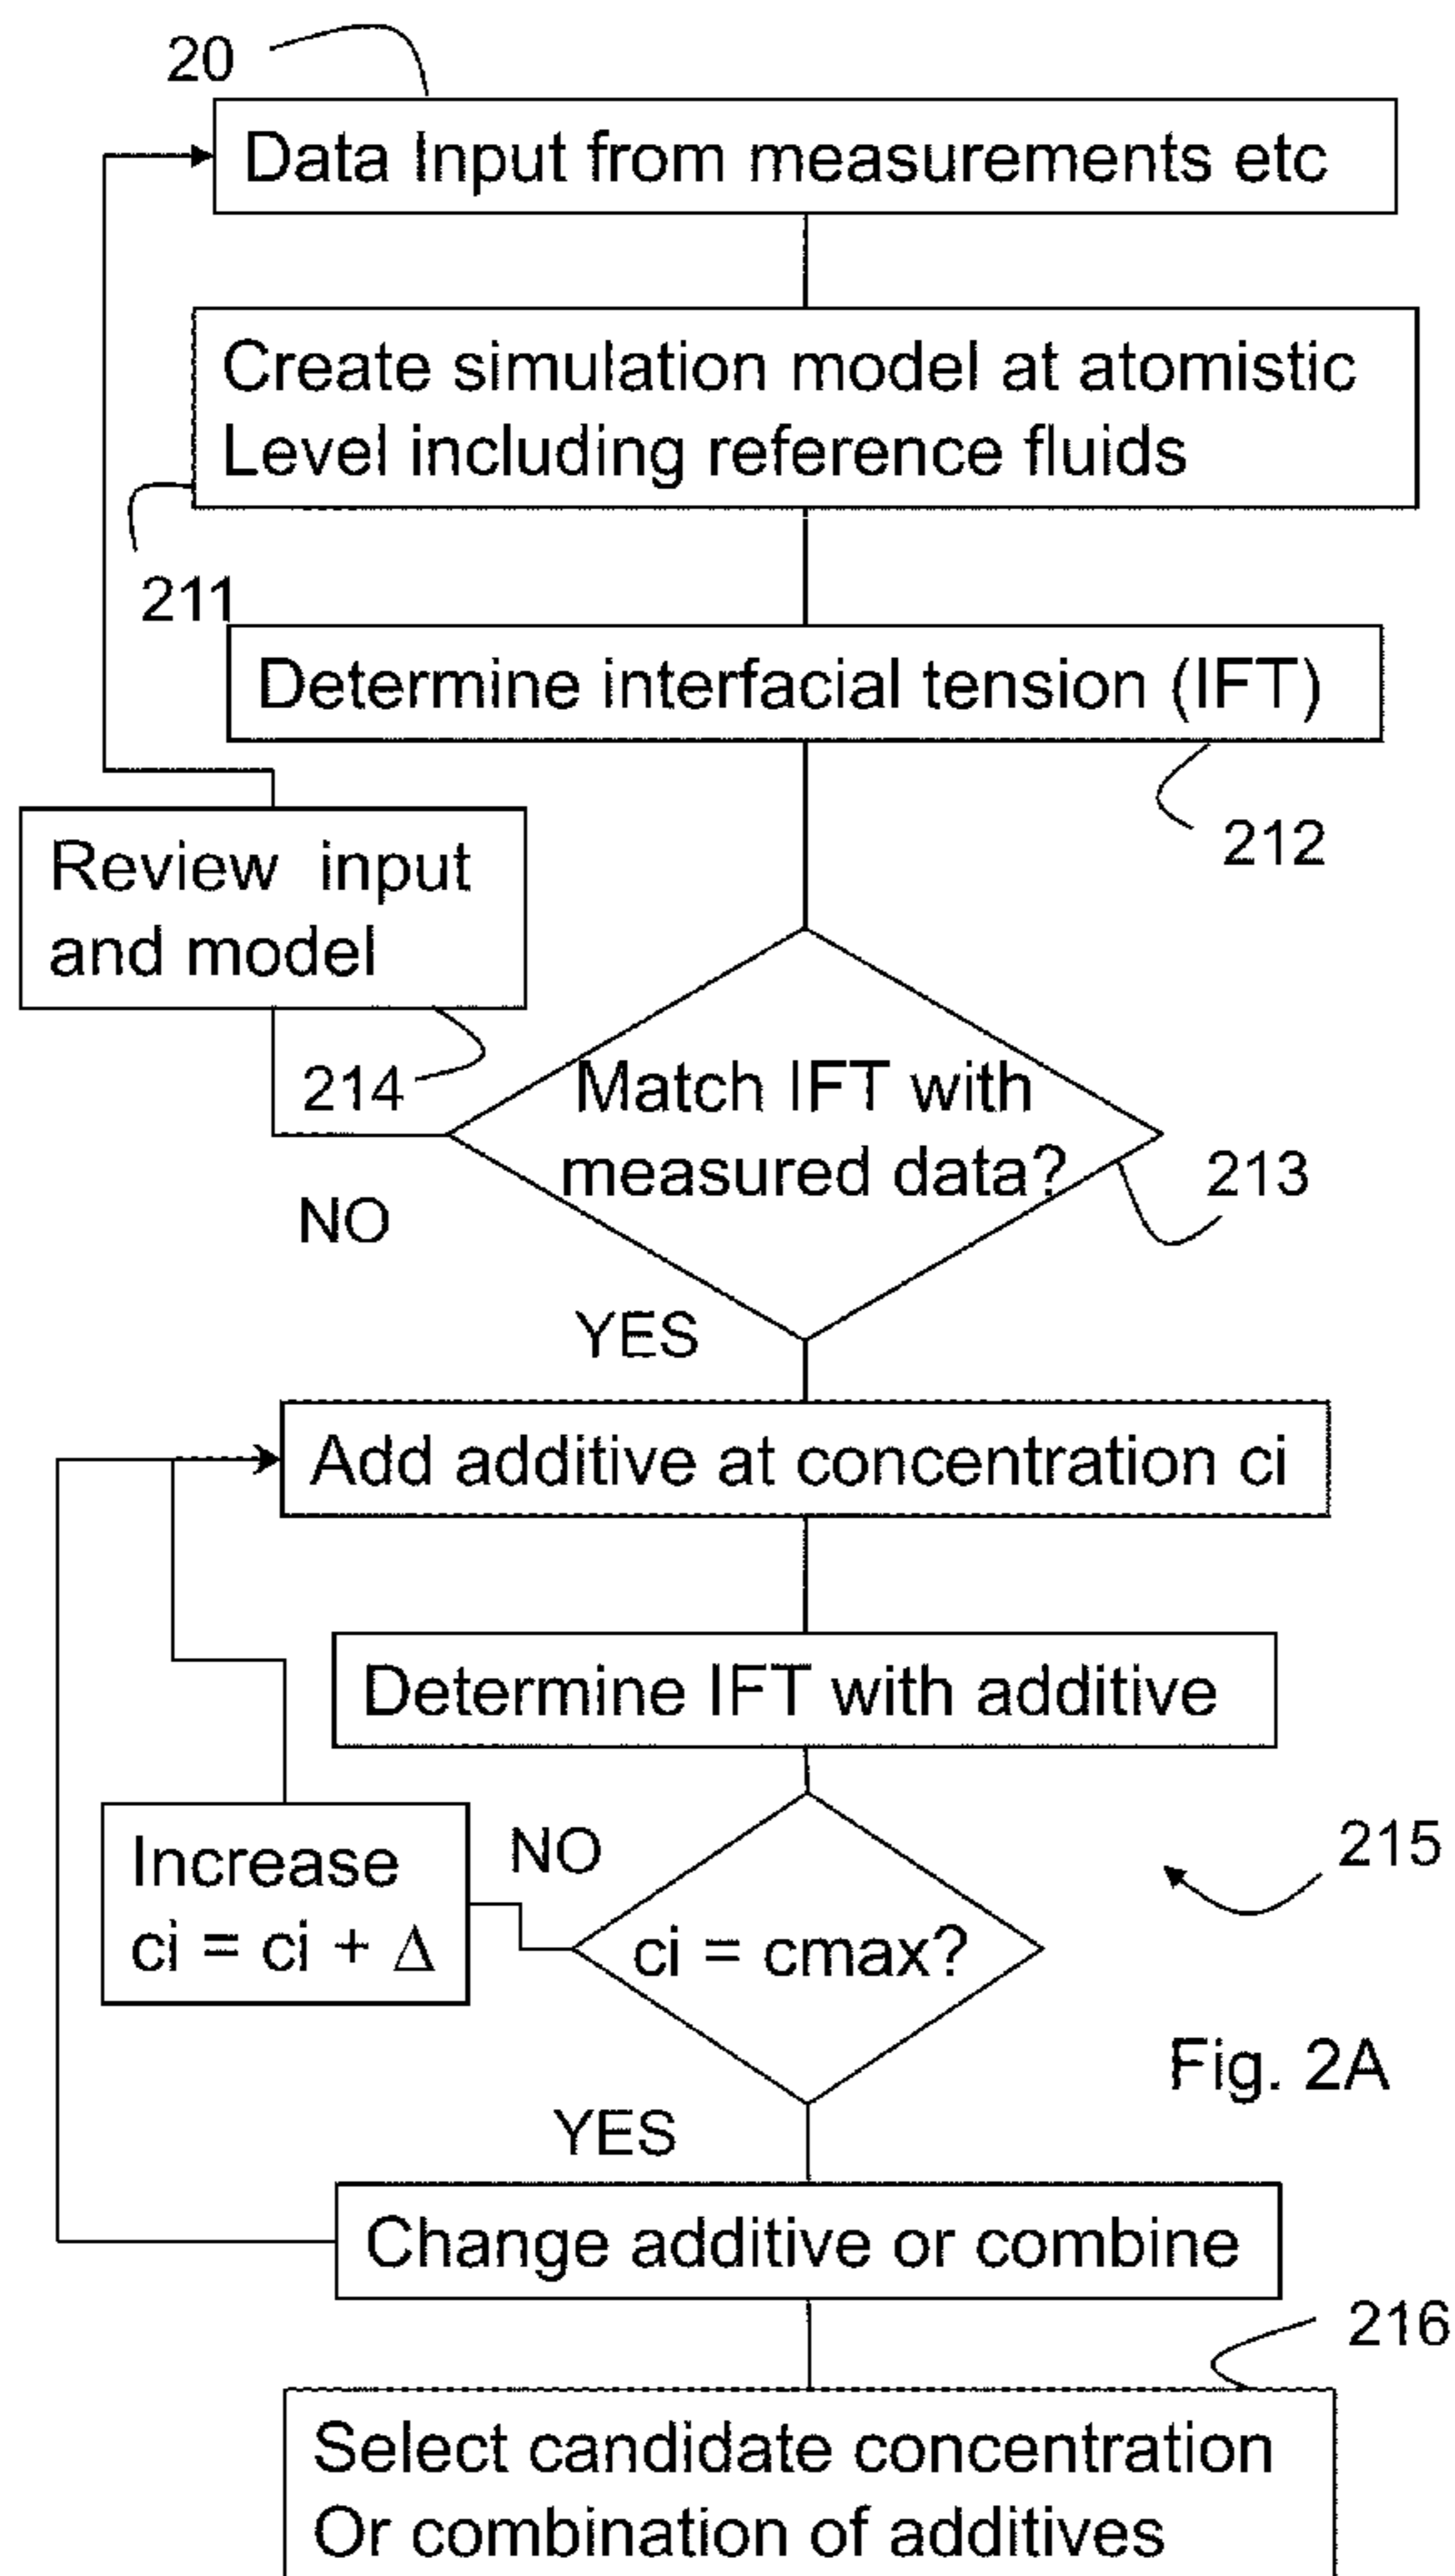 20
Data Input from measurements etc
Create simulation model at atomistic
Level including reference fluids
211
Determine interfacial tension (IFT)
212
Review input
and model
214
Match IFT with
measured data?
213
NO
YES
Add additive at concentration ci
Determine IFT with additive
215
Increase
ci = ci + Δ
NO
ci = cmax?
Fig. 2A
YES
Change additive or combine
216
Select candidate concentration
Or combination of additives